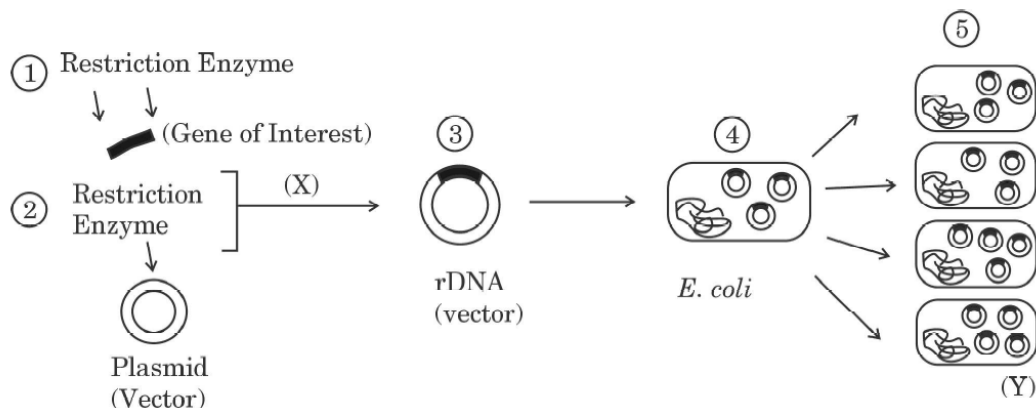 1 Restriction Enzyme
(Gene of Interest)
2 Restriction
Enzyme
Plasmid
(Vector)
(X)
3
rDNA
(vector)
4
E. coli
5
(Y)